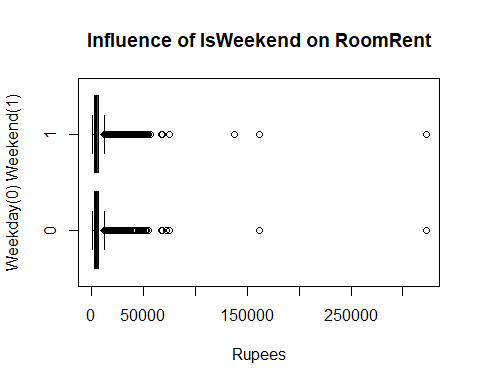 Influence of IsWeekend on RoomRent
Weekday(0) Weekend(1)
1
0
0 50000 150000 250000
Rupees